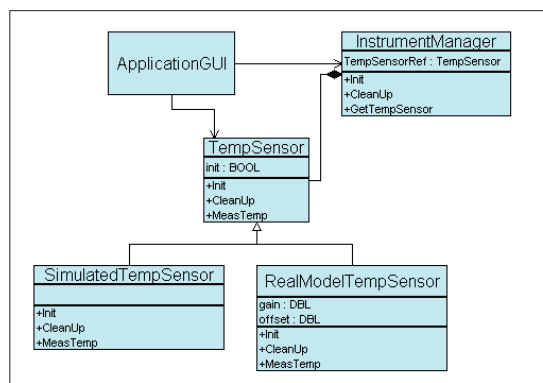 ApplicationGUI
InstrumentManager
TempSensorRef : TempSensor
+Init
+CleanUp
+GetTempSensor
TempSensor
init : BOOL
+Init
+CleanUp
+MeasTemp
SimulatedTempSensor
+Init
+CleanUp
+MeasTemp
RealModelTempSensor
gain : DBL
offset : DBL
+Init
+CleanUp
+MeasTemp